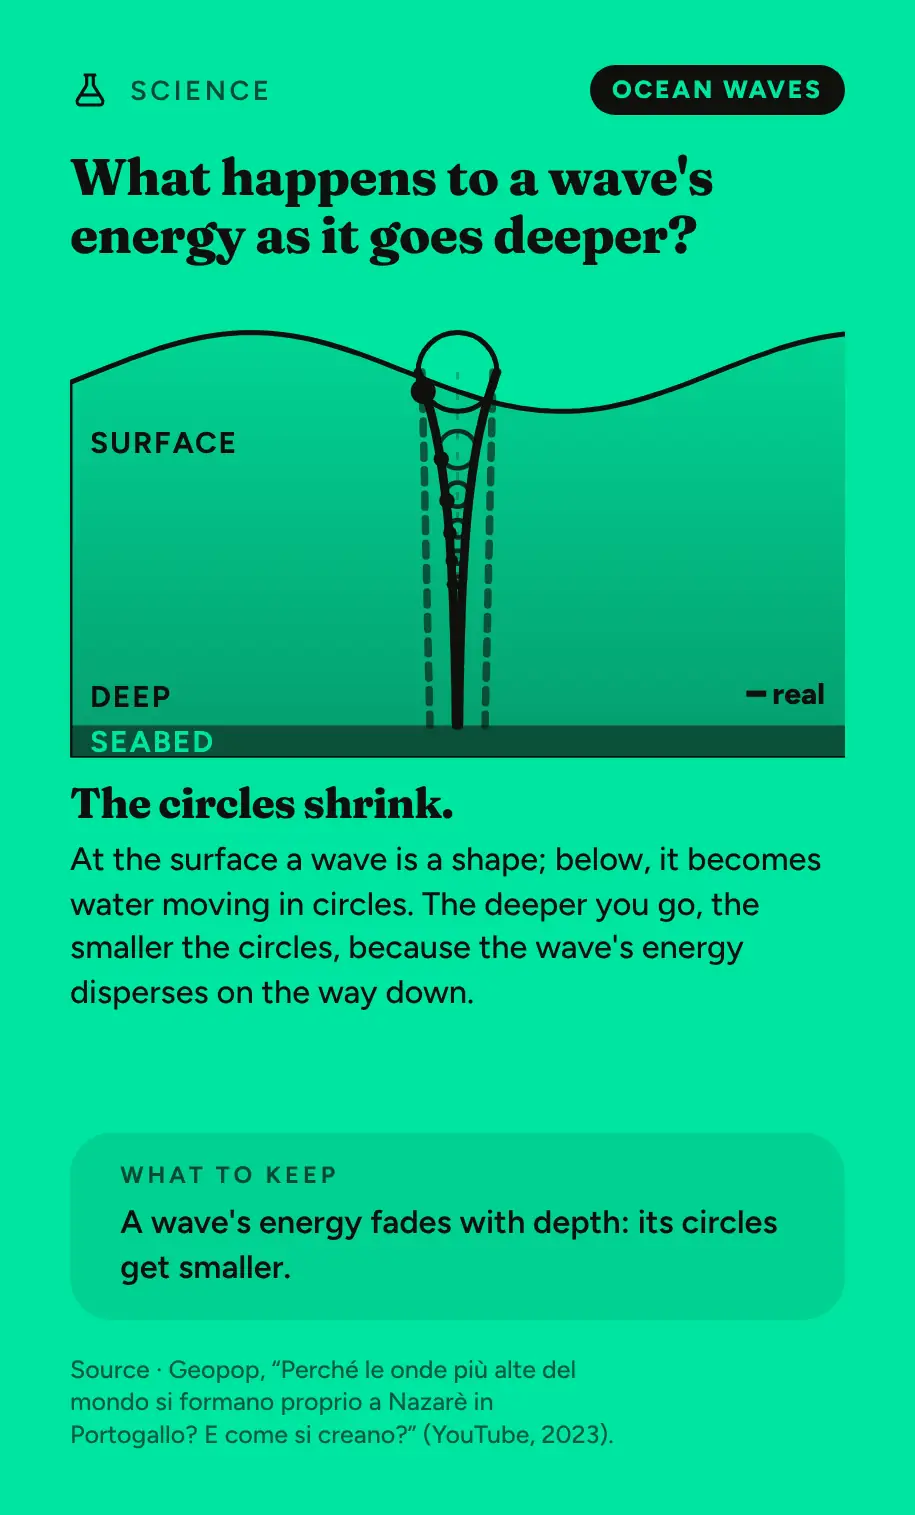 SCIENCE
OCEAN WAVES
What happens to a wave's
energy as it goes deeper?
SURFACE
DEEP
real
SEABED
The circles shrink.
At the surface a wave is a shape; below, it becomes
water moving in circles. The deeper you go, the
smaller the circles, because the wave's energy
disperses on the way down.
WHAT TO KEEP
A wave's energy fades with depth: its circles
get smaller.
Source · Geopop, “Perché le onde più alte del
mondo si formano proprio a Nazarè in
Portogallo? E come si creano?” (YouTube, 2023).